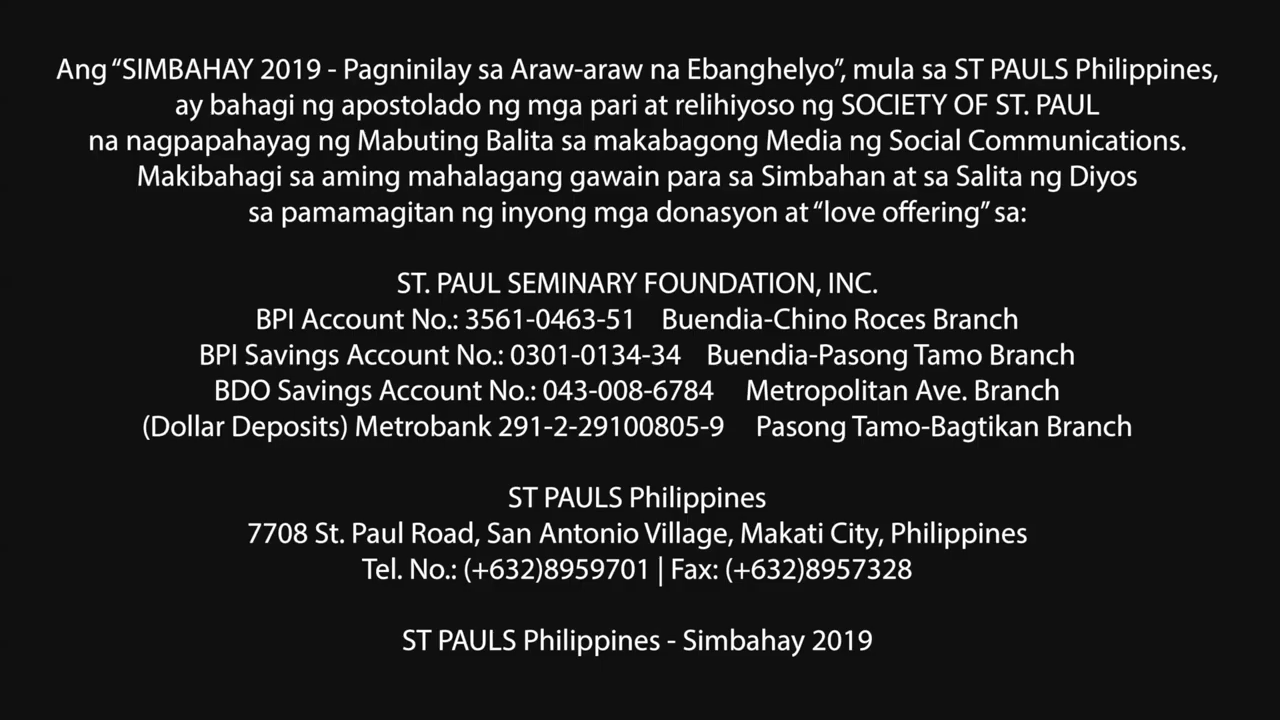 Ang “SIMBAHAY 2019 - Pagninilay sa Araw-araw na Ebanghelyo”, mula sa ST PAULS Philippines,
ay bahagi ng apostolado ng mga pari at relihiyoso ng SOCIETY OF ST. PAUL
na nagpapahayag ng Mabuting Balita sa makabagong Media ng Social Communications.
Makibahagi sa aming mahalagang gawain para sa Simbahan at sa Salita ng Diyos
sa pamamagitan ng inyong mga donasyon at “love offering” sa:
ST. PAUL SEMINARY FOUNDATION, INC.
BPI Account No.: 3561-0463-51 Buendia-Chino Roces Branch
BPI Savings Account No.: 0301-0134-34 Buendia-Pasong Tamo Branch
BDO Savings Account No.: 043-008-6784 Metropolitan Ave. Branch
(Dollar Deposits) Metrobank 291-2-29100805-9 Pasong Tamo-Bagtikan Branch
ST PAULS Philippines
7708 St. Paul Road, San Antonio Village, Makati City, Philippines
Tel. No.: (+632)8959701 | Fax: (+632)8957328
ST PAULS Philippines - Simbahay 2019